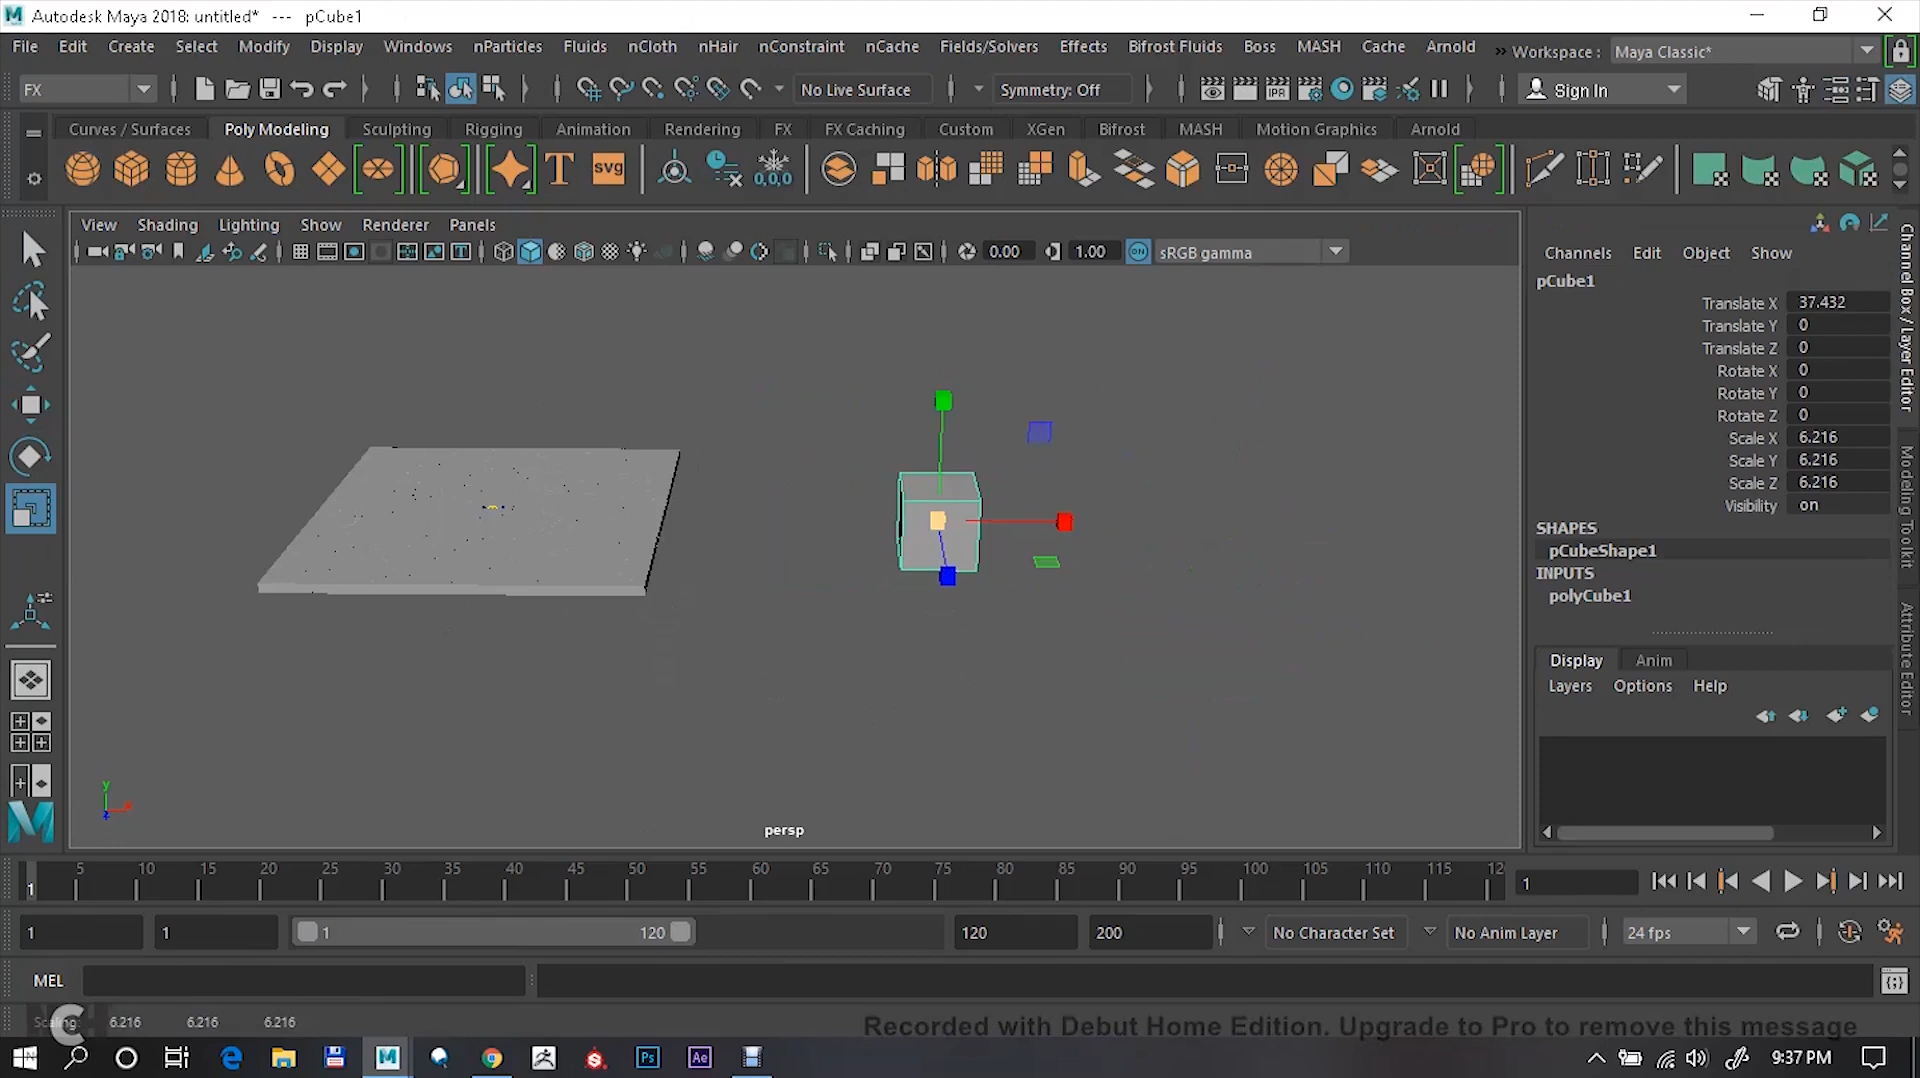 Autodesk Maya 2018: untitled* --- pCube1
File Edit Create Select Modify Display Windows nParticles Fluids nCloth nHair nConstraint nCache Fields/Solvers Effects Bifrost Fluids Boss MASH Cache Arnold » Workspace : Maya Classic*
FX No Live Surface Symmetry: Off Sign In
Curves / Surfaces Poly Modeling Sculpting Rigging Animation Rendering FX FX Caching Custom XGen Bifrost MASH Motion Graphics Arnold
T svg 0,0,0
View Shading Lighting Show Renderer Panels
0.00 1.00 ON sRGB gamma
Channels Edit Object Show
pCube1
Translate X 37.432
Translate Y 0
Translate Z 0
Rotate X 0
Rotate Y 0
Rotate Z 0
Scale X 6.216
Scale Y 6.216
Scale Z 6.216
Visibility on
SHAPES
pCubeShape1
INPUTS
polyCube1
Display Anim
Layers Options Help
Channel Box / Layer Editor
Modeling Toolkit
Attribute Editor
persp
1 5 10 15 20 25 30 35 40 45 50 55 60 65 70 75 80 85 90 95 100 105 110 115 12
1
1 1 1 120 120 200 No Character Set No Anim Layer 24 fps
MEL
Scaling: 6.216 6.216 6.216
Recorded with Debut Home Edition. Upgrade to Pro to remove this message
9:37 PM